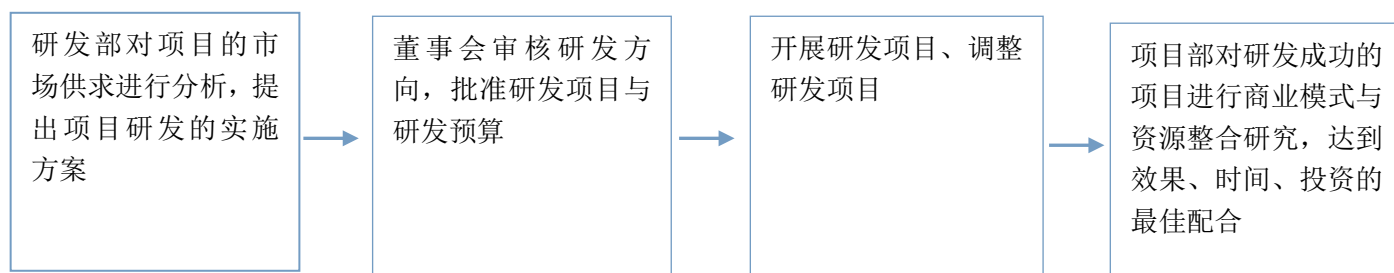 研发部对项目的市
场供求进行分析，提
出项目研发的实施
方案
董事会审核研发方
向，批准研发项目与
研发预算
开展研发项目、调整
研发项目
项目部对研发成功的
项目进行商业模式与
资源整合研究，达到
效果、时间、投资的
最佳配合